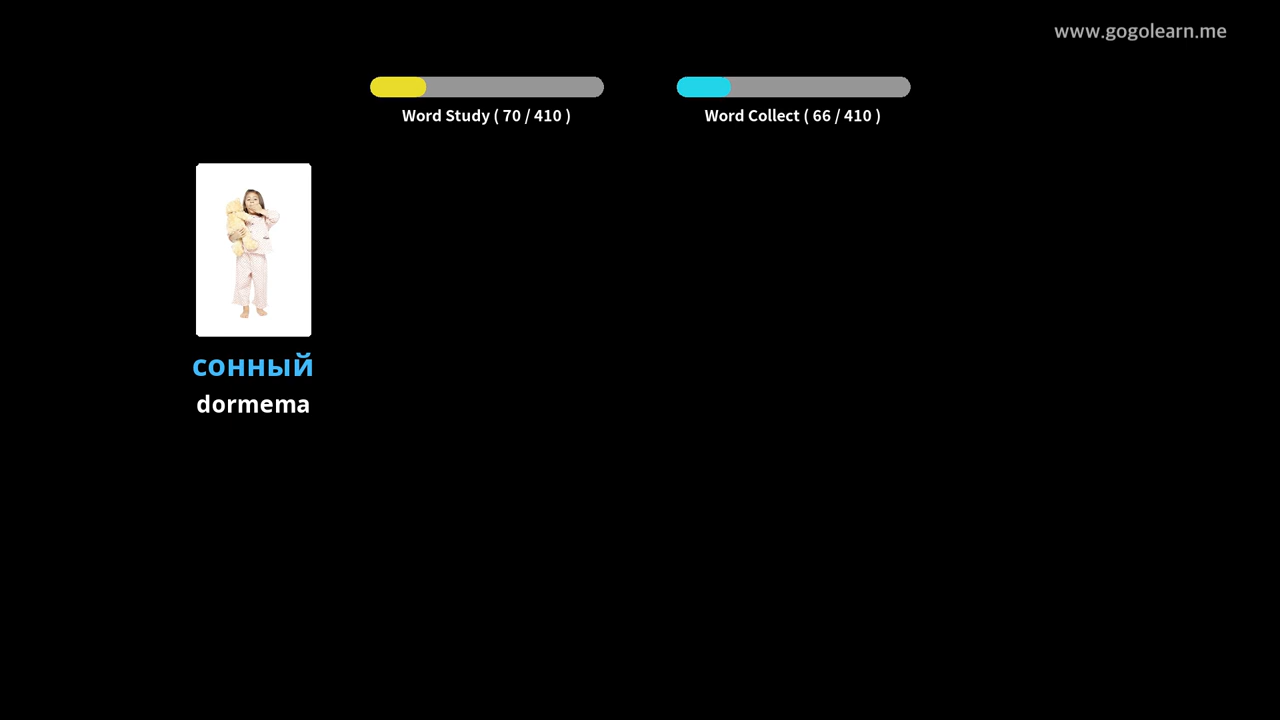 www.gogolearn.me
Word Study ( 70 / 410 )
Word Collect ( 66 / 410 )
сонный
dormema